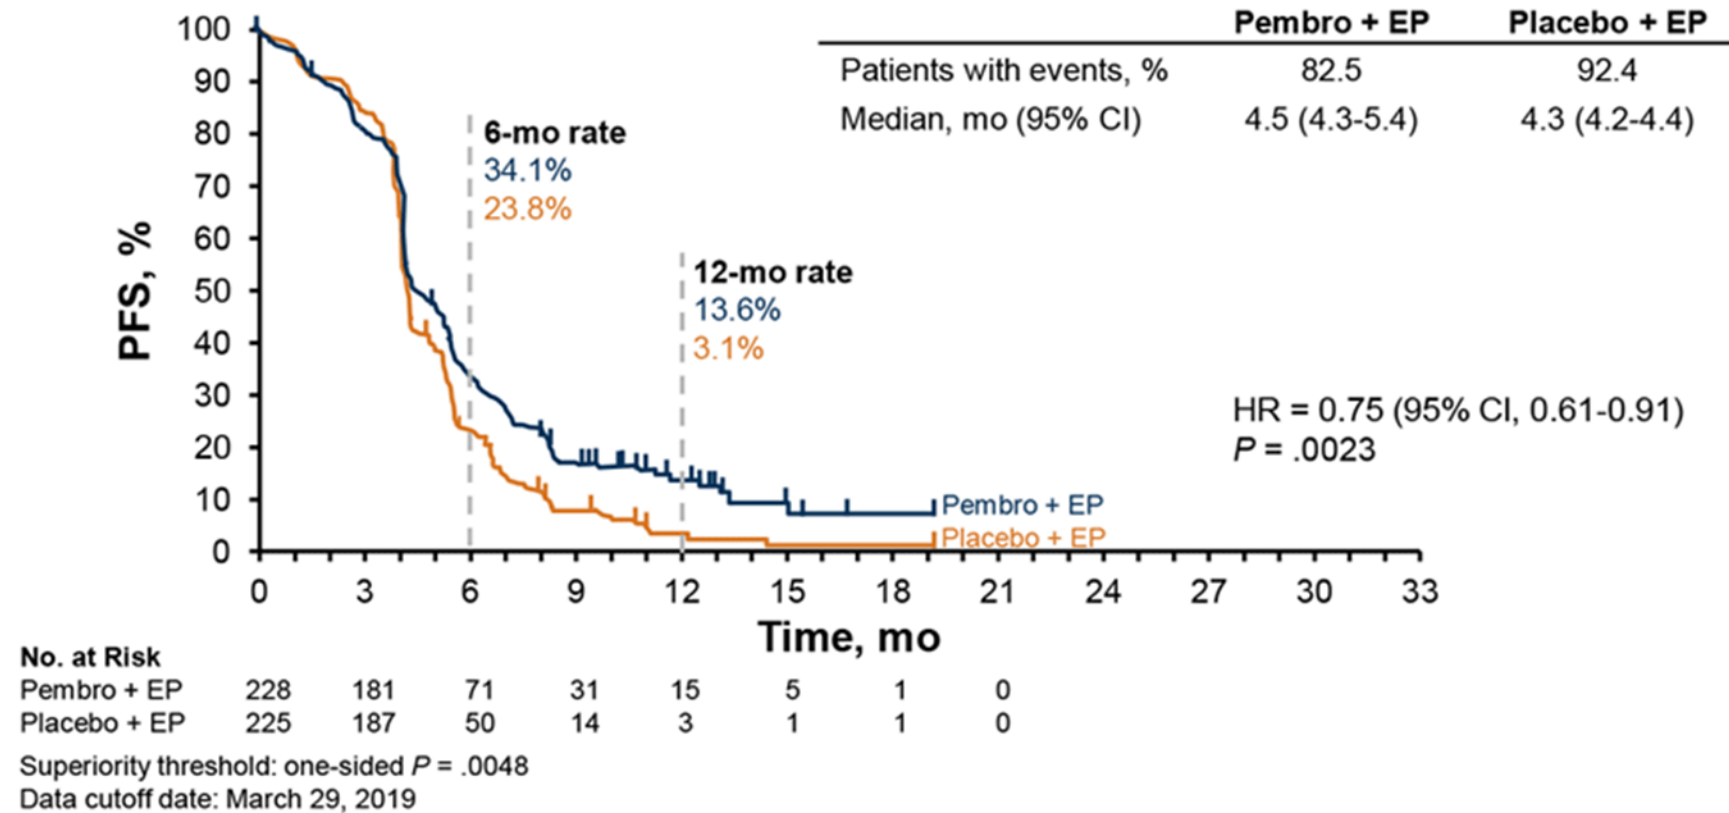 Pembro + EP Placebo + EP
Patients with events, % 82.5 92.4
Median, mo (95% CI) 4.5 (4.3-5.4) 4.3 (4.2-4.4)
100
90
80
70
60
50
40
30
20
10
0
PFS, %
6-mo rate
34.1%
23.8%
12-mo rate
13.6%
3.1%
HR = 0.75 (95% CI, 0.61-0.91)
P = .0023
Pembro + EP
Placebo + EP
0 3 6 9 12 15 18 21 24 27 30 33
Time, mo
No. at Risk
Pembro + EP 228 181 71 31 15 5 1 0
Placebo + EP 225 187 50 14 3 1 1 0
Superiority threshold: one-sided P = .0048
Data cutoff date: March 29, 2019